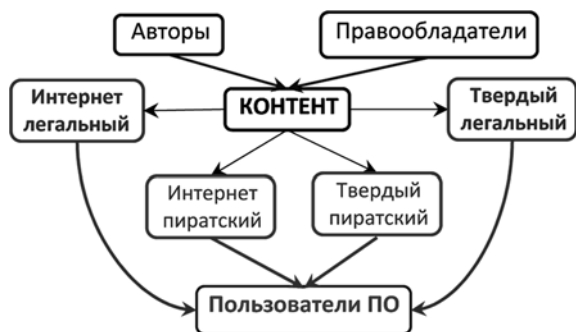 Авторы
Правообладатели
Интернет
легальный
КОНТЕНТ
Твердый
легальный
Интернет
пиратский
Твердый
пиратский
Пользователи ПО